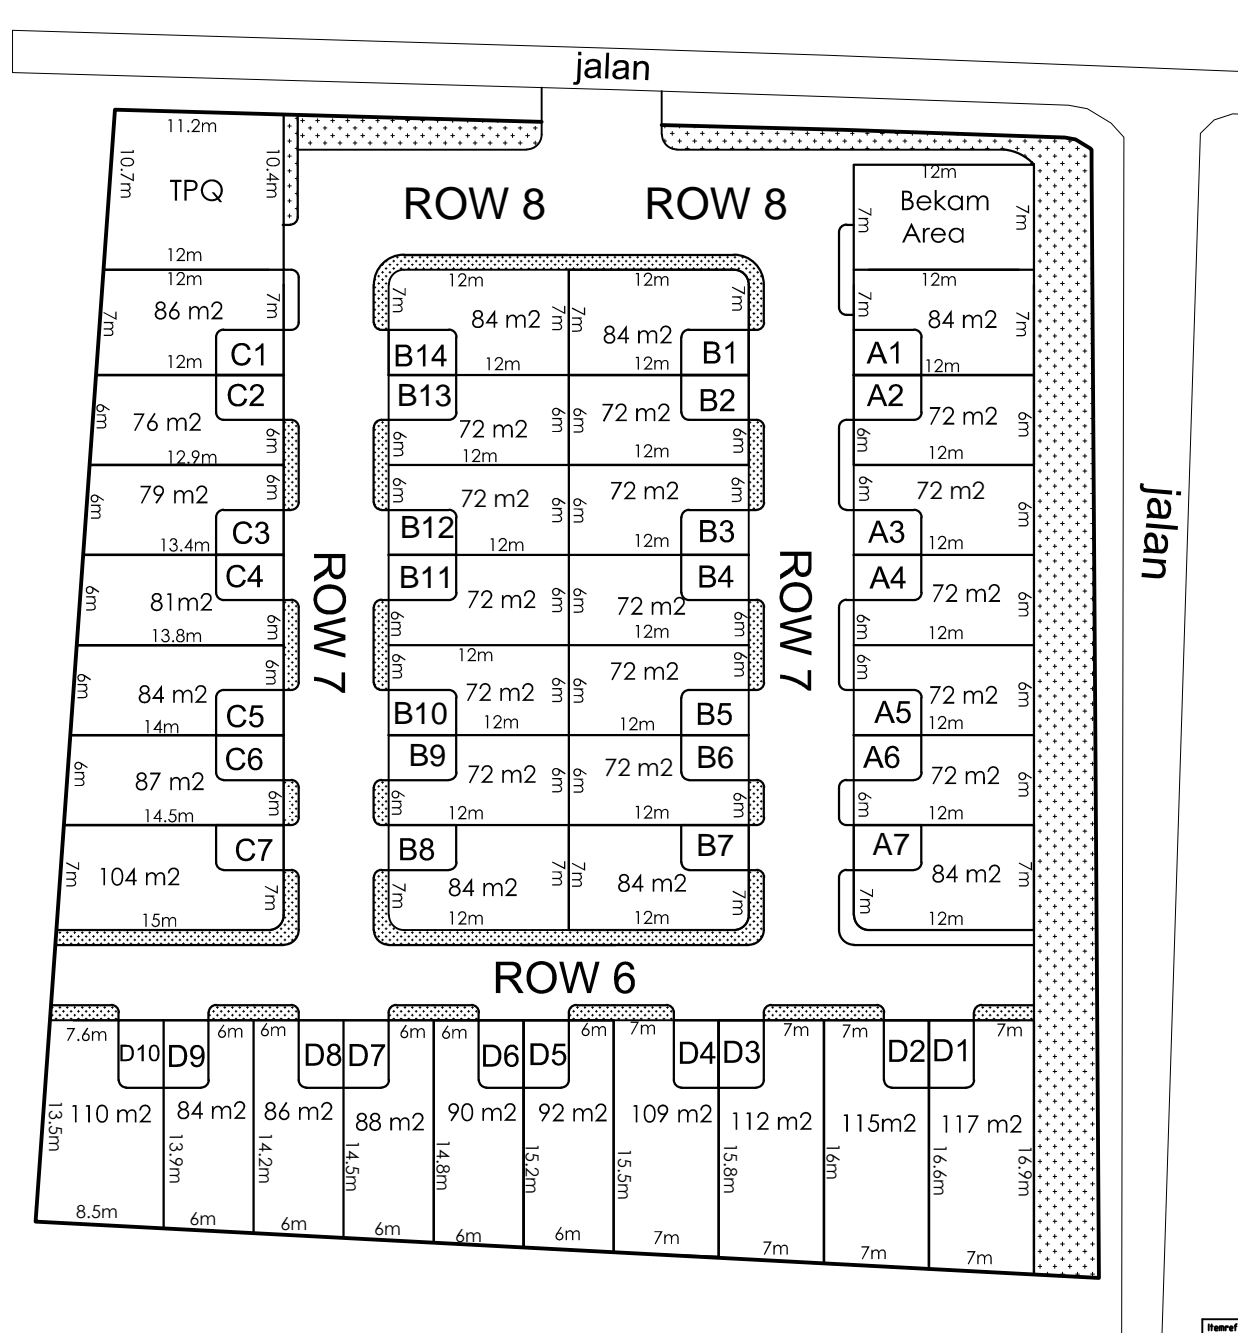 jalan
11.2m
10.7m
10.4m
TPQ
12m
ROW 8
ROW 8
12m
7m
Bekam
Area
7m
12m
7m
86 m2
7m
12m
C1
C2
6m
76 m2
6m
12.9m
79 m2
6m
6m
C3
13.4m
C4
6m
81m2
6m
13.8m
6m
6m
84 m2
C5
14m
C6
6m
87 m2
6m
14.5m
C7
7m
104 m2
7m
15m
ROW 7
12m
7m
84 m2
7m
B14
12m
B13
72 m2
6m
6m
12m
6m
72 m2
6m
B12
12m
B11
72 m2
6m
6m
12m
6m
72 m2
6m
B10
12m
B9
72 m2
6m
6m
12m
B8
7m
84 m2
7m
12m
12m
7m
7m
84 m2
B1
12m
B2
6m
72 m2
6m
12m
72 m2
6m
6m
B3
12m
B4
6m
72 m2
6m
12m
72 m2
6m
6m
B5
12m
B6
6m
72 m2
6m
12m
B7
7m
84 m2
7m
12m
ROW 7
12m
7m
84 m2
7m
A1
12m
A2
72 m2
6m
6m
12m
6m
72 m2
6m
A3
12m
A4
72 m2
6m
6m
12m
6m
72 m2
6m
A5
12m
A6
72 m2
6m
6m
12m
A7
84 m2
7m
7m
12m
jalan
ROW 6
7.6m
6m
6m
6m
6m
6m
7m
7m
7m
7m
D10
D9
D8
D7
D6
D5
D4
D3
D2
D1
110 m2
84 m2
86 m2
88 m2
90 m2
92 m2
109 m2
112 m2
115m2
117 m2
13.5m
13.9m
14.2m
14.5m
14.8m
15.2m
15.5m
15.8m
16m
16.6m
16.9m
8.5m
6m
6m
6m
6m
6m
7m
7m
7m
7m
Itemref